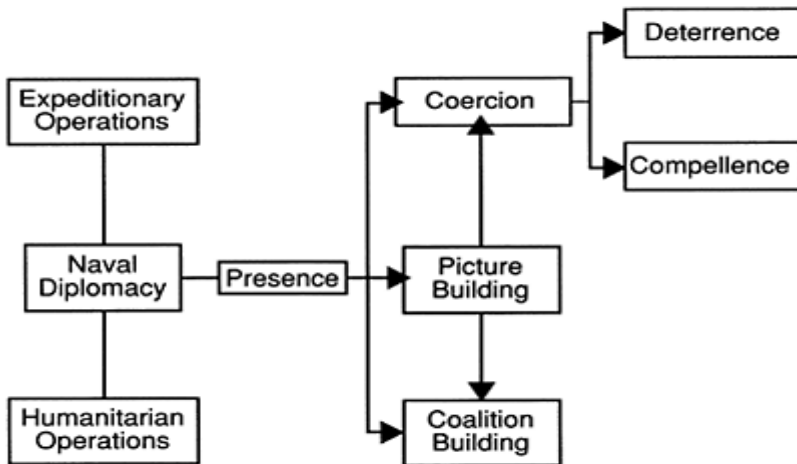 Deterrence
Expeditionary
Operations
Coercion
Compellence
Naval
Diplomacy
Presence
Picture
Building
Humanitarian
Operations
Coalition
Building